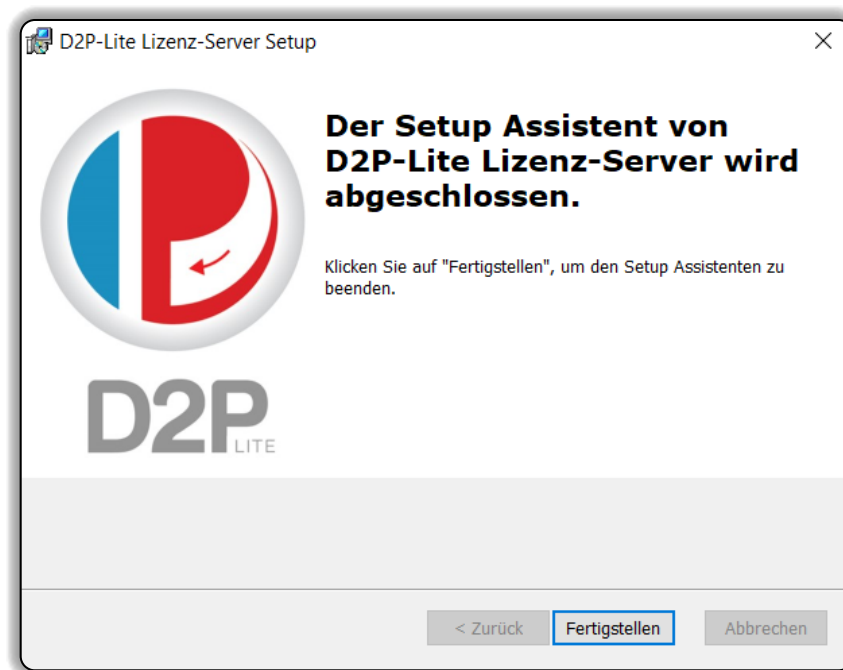 D2P-Lite Lizenz-Server Setup
Der Setup Assistent von
D2P-Lite Lizenz-Server wird
abgeschlossen.
Klicken Sie auf "Fertigstellen", um den Setup Assistenten zu
beenden.
D2P
LITE
< Zurück Fertigstellen Abbrechen